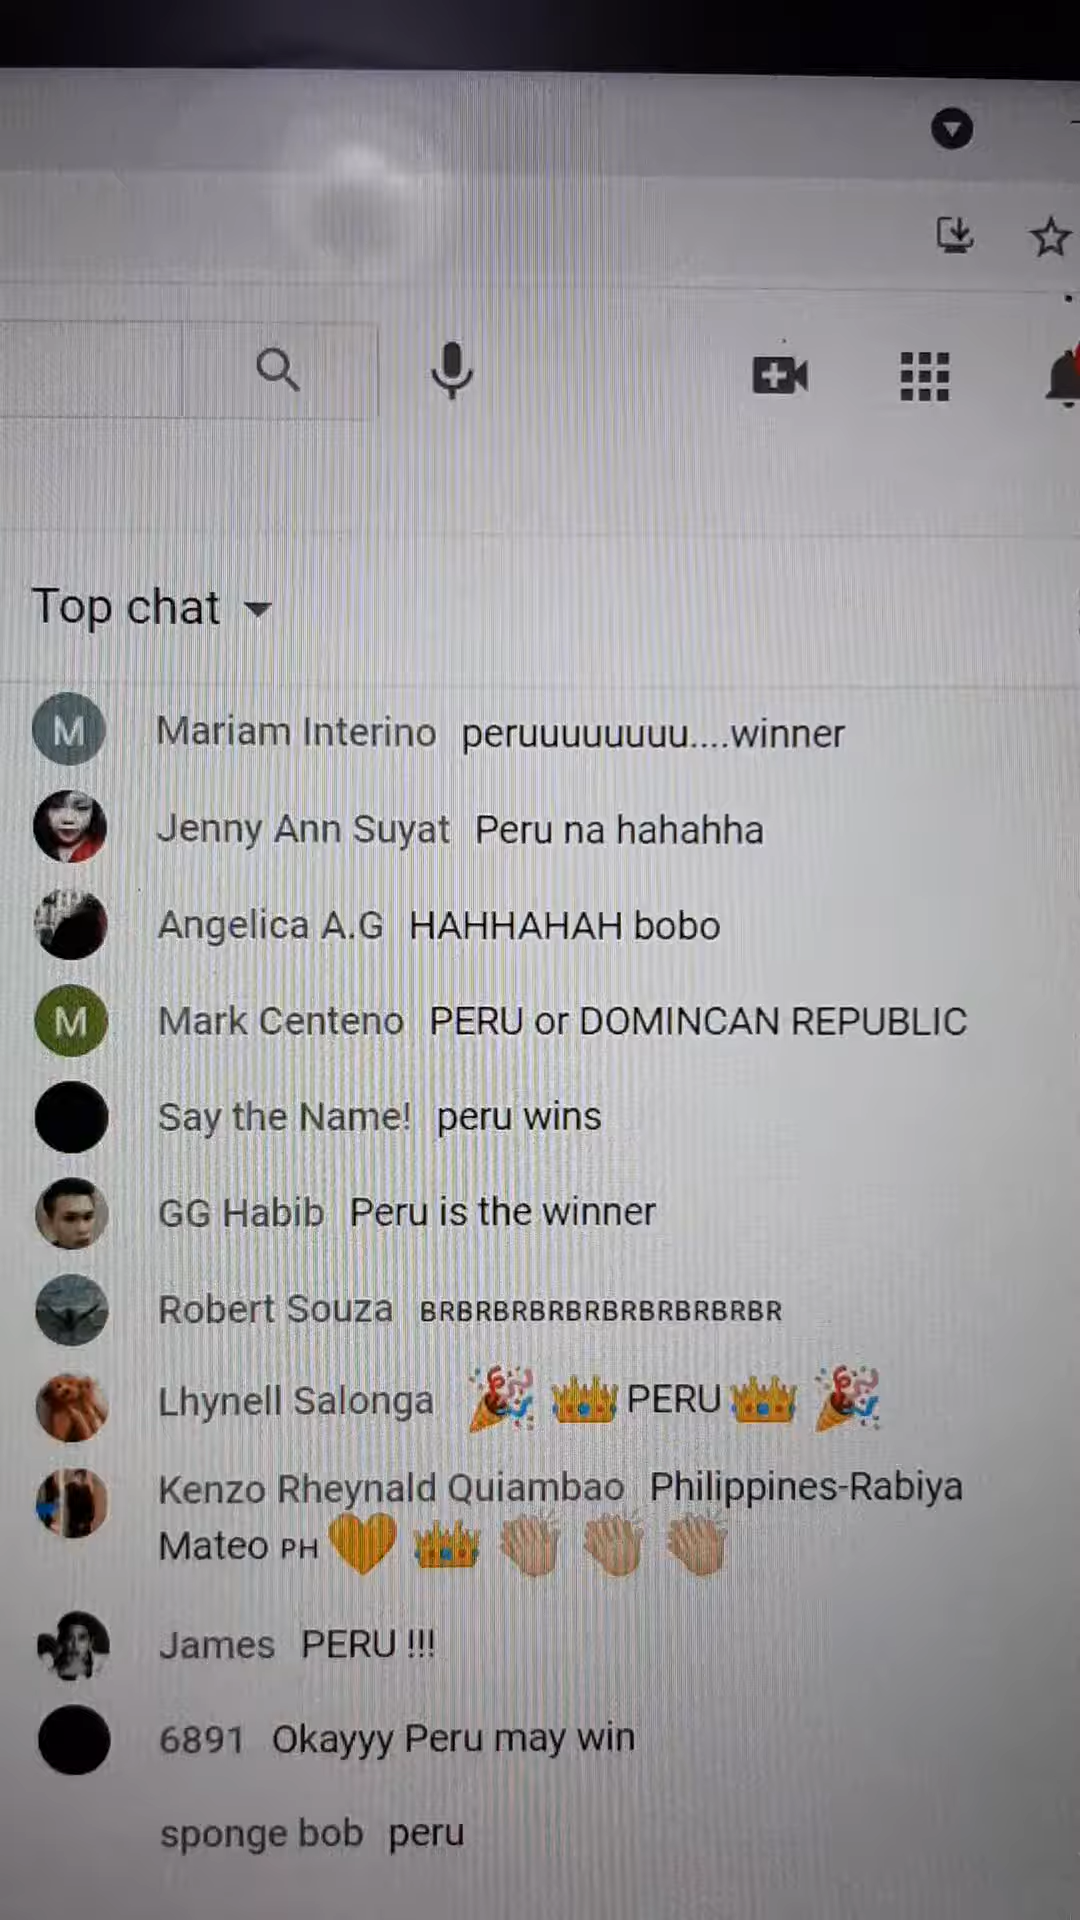 Top chat
M Mariam Interino peruuuuuuuu....winner
Jenny Ann Suyat Peru na hahahha
Angelica A.G HAHHAHAH bobo
M Mark Centeno PERU or DOMINCAN REPUBLIC
Say the Name! peru wins
GG Habib Peru is the winner
Robert Souza BRBRBRBRBRBRBRBRBRBR
Lhynell Salonga 🎉 👑 PERU 👑 🎉
Kenzo Rheynald Quiambao Philippines-Rabiya
Mateo PH 🧡 👑 👏🏼 👏🏼 👏🏼
James PERU !!!
6891 Okayyy Peru may win
sponge bob peru